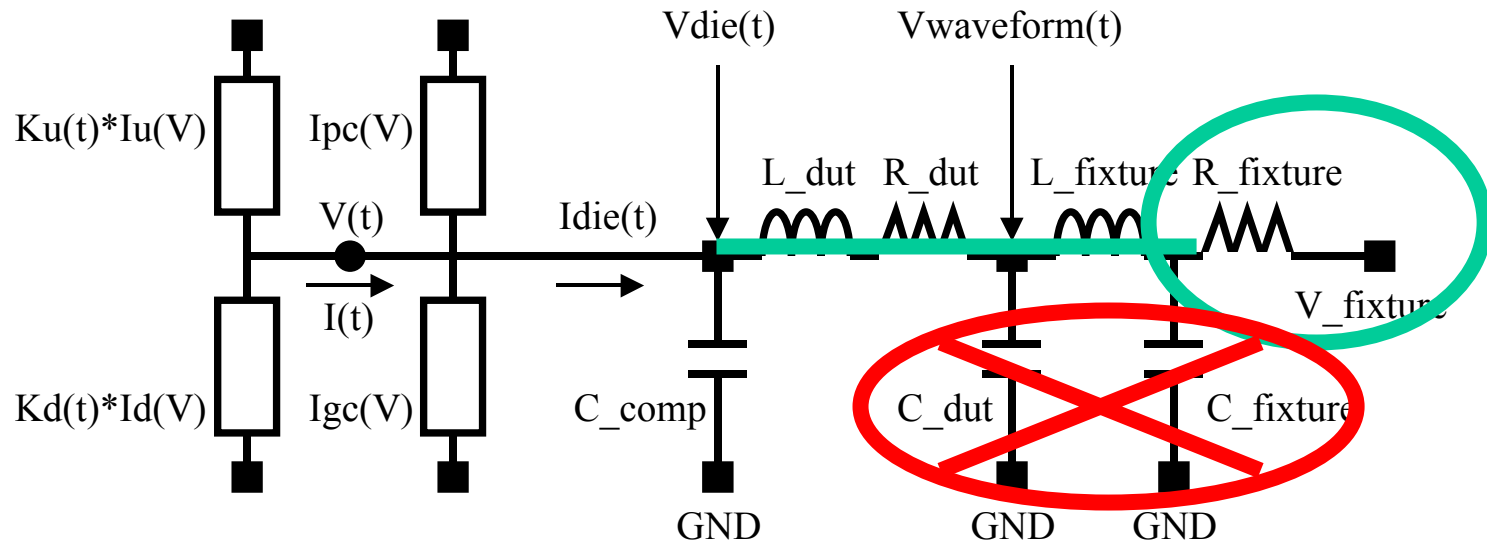 Vdie(t)
Vwaveform(t)
Ku(t)*Iu(V)
Ipc(V)
L_dut
R_dut
L_fixture
R_fixture
V(t)
Idie(t)
I(t)
V_fixture
Kd(t)*Id(V)
Igc(V)
C_comp
C_dut
C_fixture
GND
GND
GND